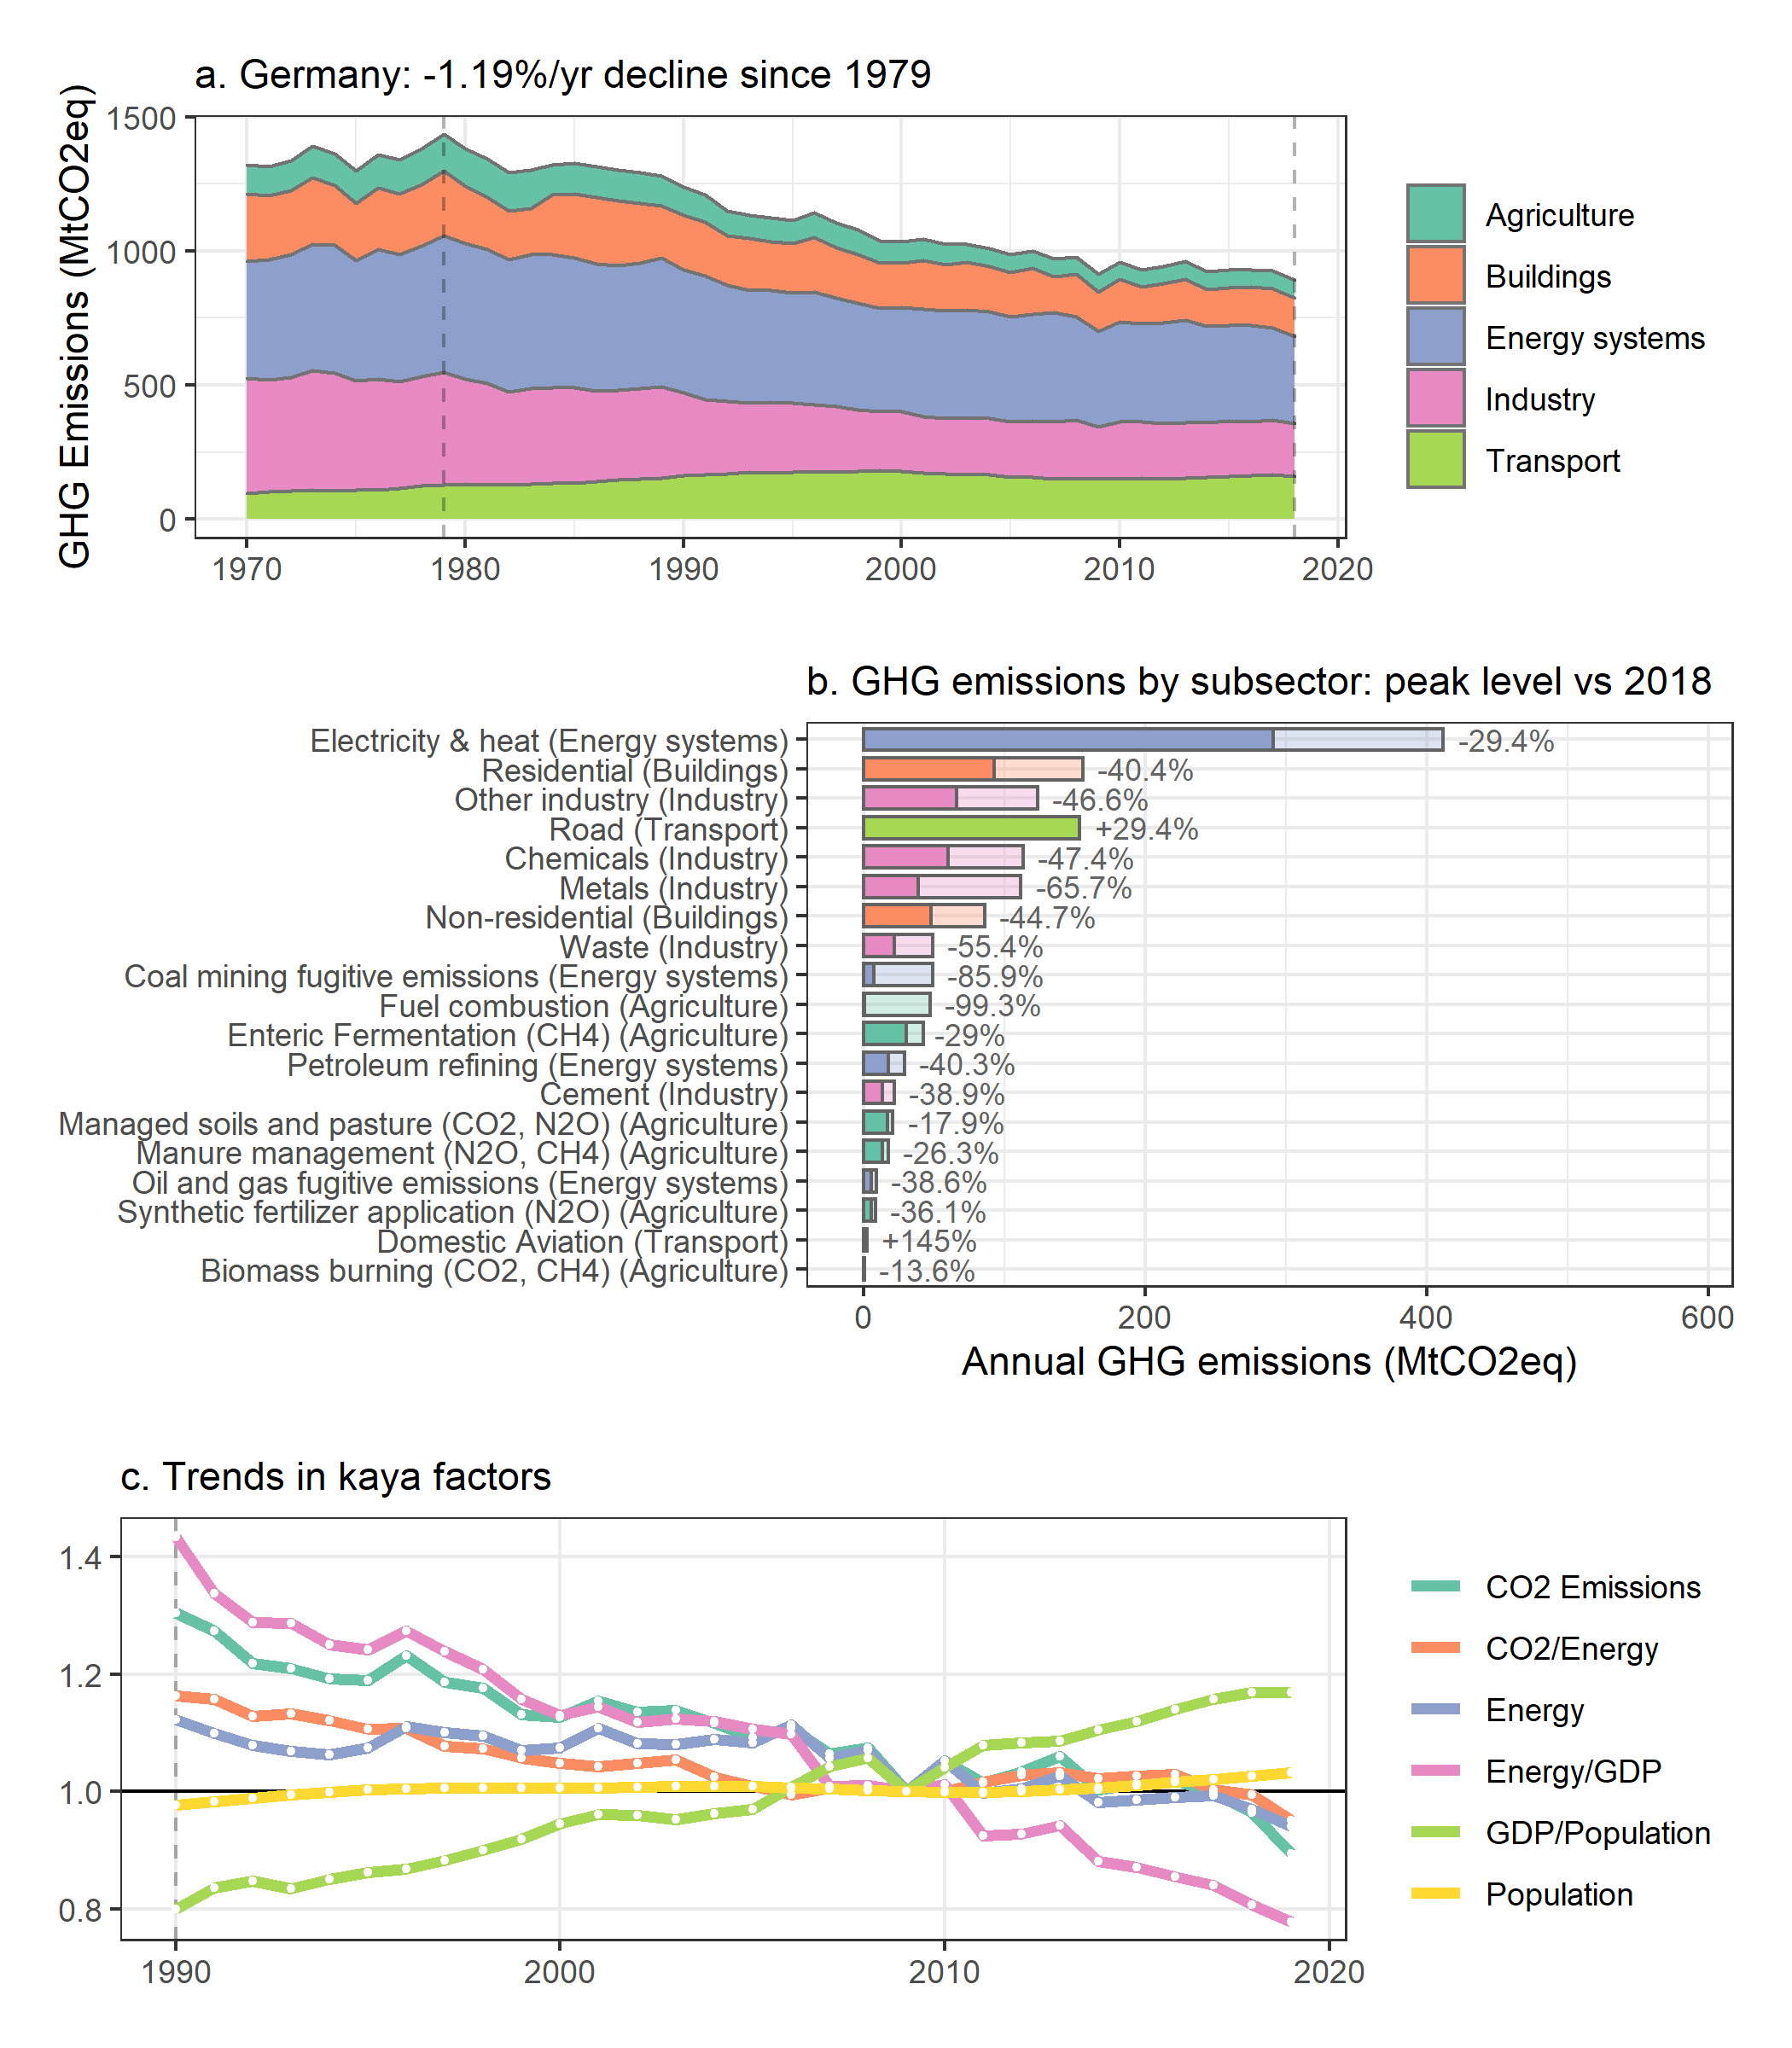 a. Germany: -1.19%/yr decline since 1979
GHG Emissions (MtCO2eq)
1500
1000
500
0
1970 1980 1990 2000 2010 2020
Agriculture
Buildings
Energy systems
Industry
Transport
b. GHG emissions by subsector: peak level vs 2018
Electricity & heat (Energy systems) -29.4%
Residential (Buildings) -40.4%
Other industry (Industry) -46.6%
Road (Transport) +29.4%
Chemicals (Industry) -47.4%
Metals (Industry) -65.7%
Non-residential (Buildings) -44.7%
Waste (Industry) -55.4%
Coal mining fugitive emissions (Energy systems) -85.9%
Fuel combustion (Agriculture) -99.3%
Enteric Fermentation (CH4) (Agriculture) -29%
Petroleum refining (Energy systems) -40.3%
Cement (Industry) -38.9%
Managed soils and pasture (CO2, N2O) (Agriculture) -17.9%
Manure management (N2O, CH4) (Agriculture) -26.3%
Oil and gas fugitive emissions (Energy systems) -38.6%
Synthetic fertilizer application (N2O) (Agriculture) -36.1%
Domestic Aviation (Transport) +145%
Biomass burning (CO2, CH4) (Agriculture) -13.6%
0 200 400 600
Annual GHG emissions (MtCO2eq)
c. Trends in kaya factors
1.4
1.2
1.0
0.8
1990 2000 2010 2020
CO2 Emissions
CO2/Energy
Energy
Energy/GDP
GDP/Population
Population